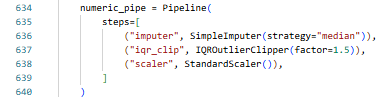 634 numeric_pipe = Pipeline(
635     steps=[
636         ("imputer", SimpleImputer(strategy="median")),
637         ("iqr_clip", IQROutlierClipper(factor=1.5)),
638         ("scaler", StandardScaler()),
639     ]
640 )